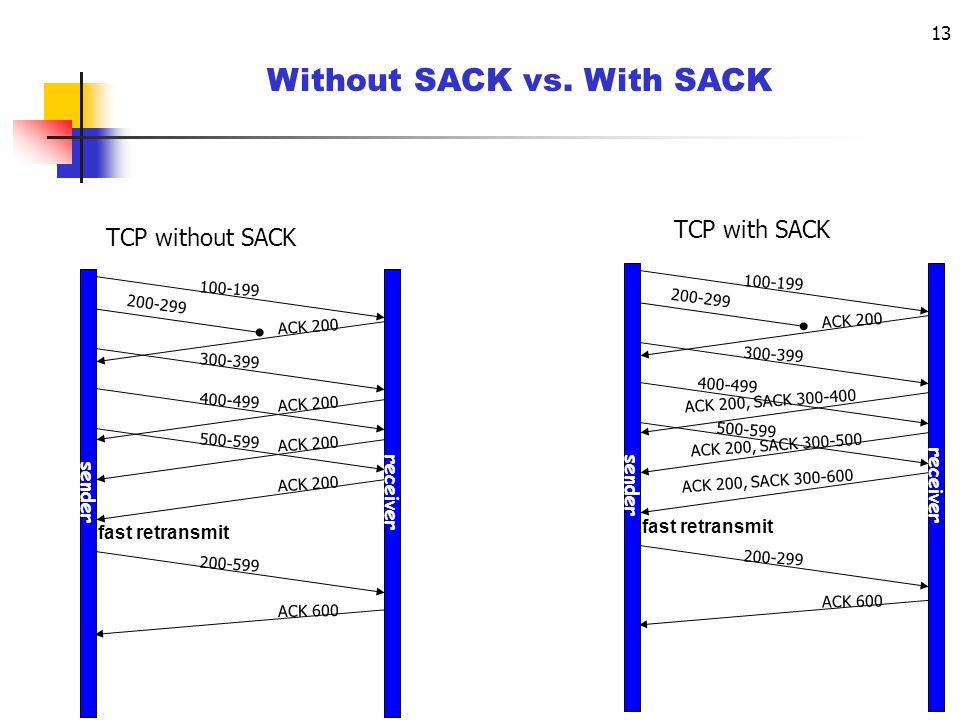 13
Without SACK vs. With SACK
TCP without SACK
100-199
200-299
ACK 200
300-399
400-499
ACK 200
500-599
ACK 200
ACK 200
sender
receiver
fast retransmit
200-599
ACK 600
TCP with SACK
100-199
200-299
ACK 200
300-399
400-499
ACK 200, SACK 300-400
500-599
ACK 200, SACK 300-500
ACK 200, SACK 300-600
sender
receiver
fast retransmit
200-299
ACK 600